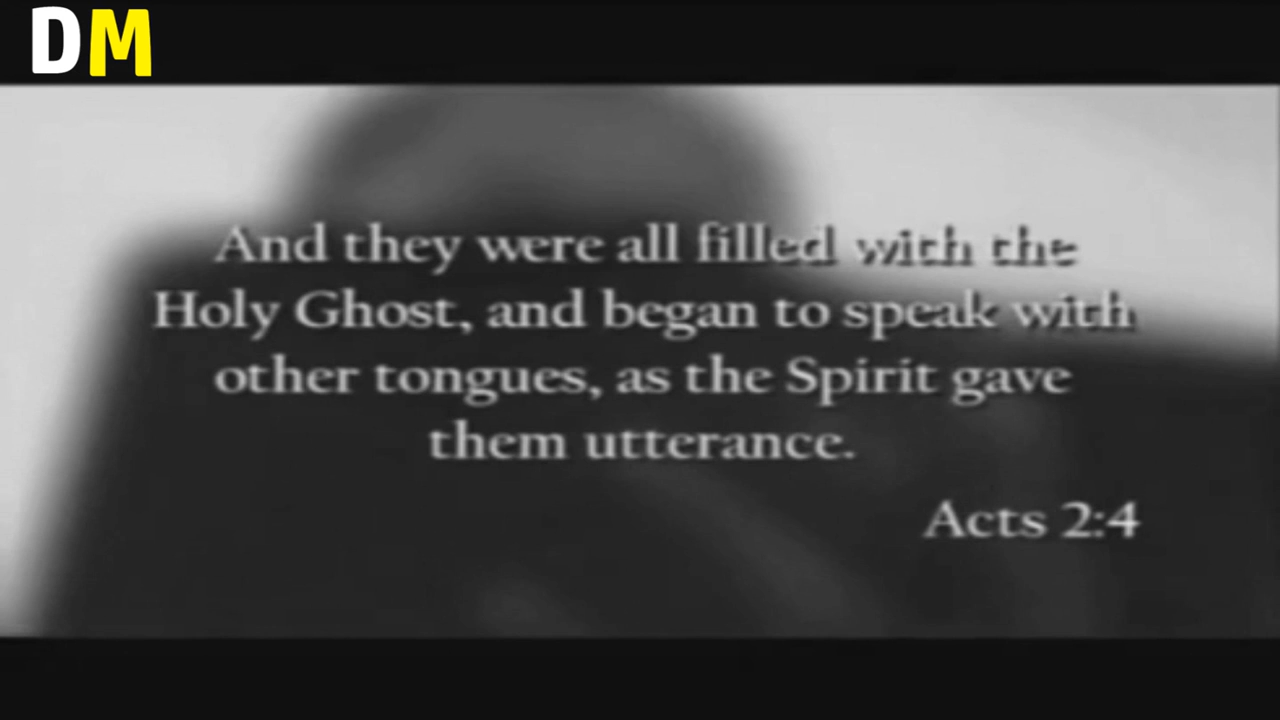 DM
And they were all filled with the
Holy Ghost, and began to speak with
other tongues, as the Spirit gave
them utterance.
Acts 2:4